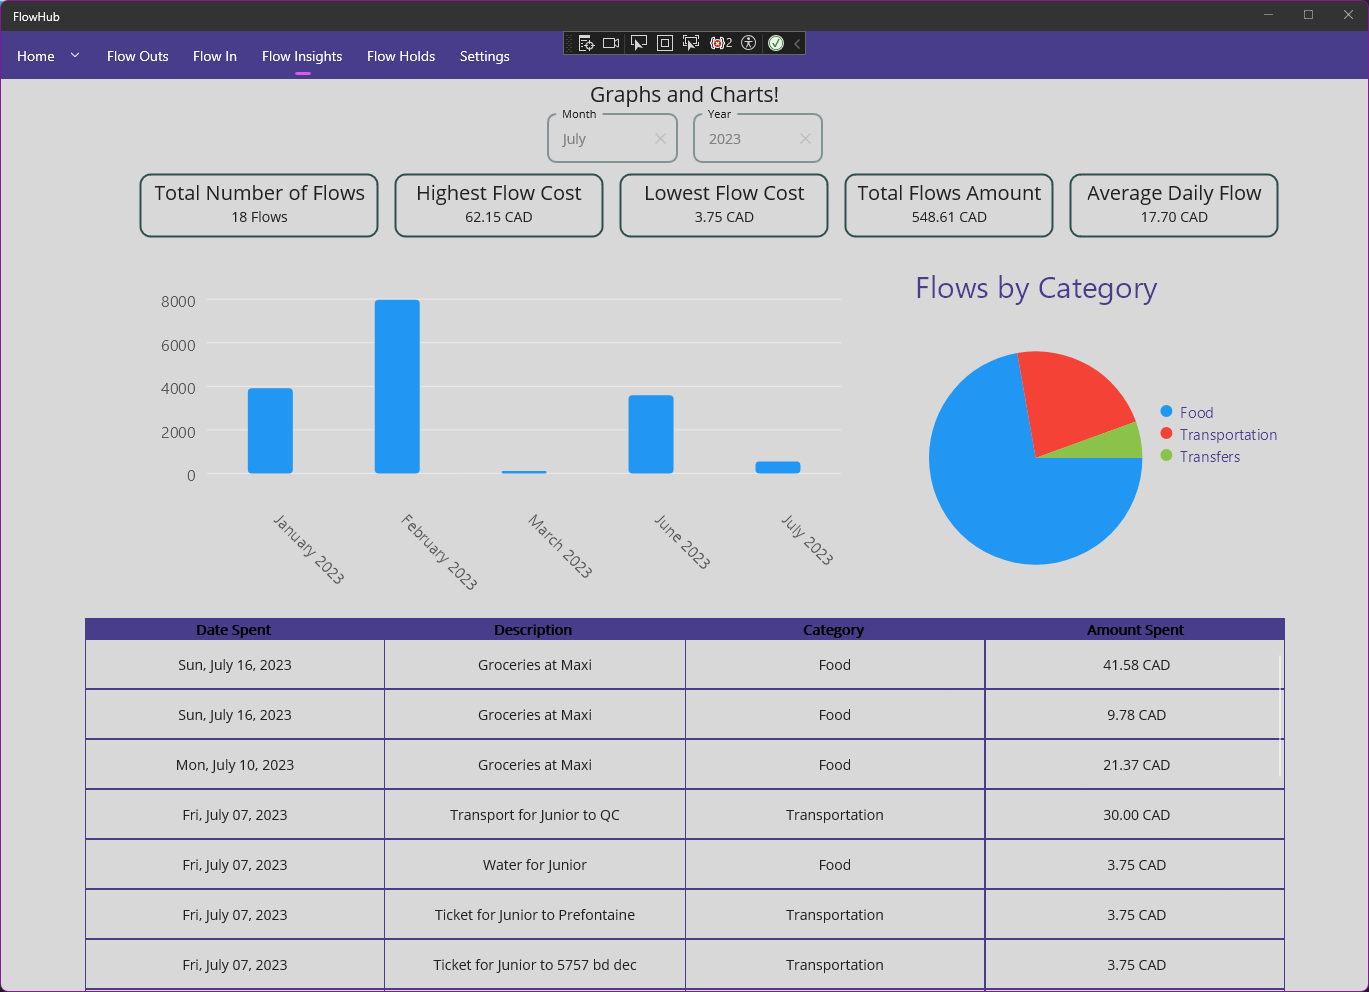 FlowHub
Home Flow Outs Flow In Flow Insights Flow Holds Settings
2
Graphs and Charts!
Month Year
July 2023
Total Number of Flows Highest Flow Cost Lowest Flow Cost Total Flows Amount Average Daily Flow
18 Flows 62.15 CAD 3.75 CAD 548.61 CAD 17.70 CAD
Flows by Category
8000
6000
4000
2000
0
January 2023 February 2023 March 2023 June 2023 July 2023
Food
Transportation
Transfers
Date Spent Description Category Amount Spent
Sun, July 16, 2023 Groceries at Maxi Food 41.58 CAD
Sun, July 16, 2023 Groceries at Maxi Food 9.78 CAD
Mon, July 10, 2023 Groceries at Maxi Food 21.37 CAD
Fri, July 07, 2023 Transport for Junior to QC Transportation 30.00 CAD
Fri, July 07, 2023 Water for Junior Food 3.75 CAD
Fri, July 07, 2023 Ticket for Junior to Prefontaine Transportation 3.75 CAD
Fri, July 07, 2023 Ticket for Junior to 5757 bd dec Transportation 3.75 CAD